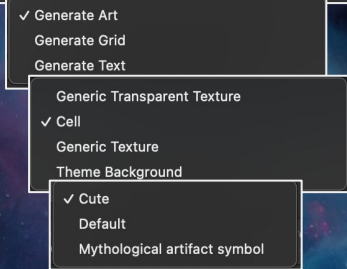 ✓ Generate Art
Generate Grid
Generate Text
Generic Transparent Texture
✓ Cell
Generic Texture
Theme Background
✓ Cute
Default
Mythological artifact symbol